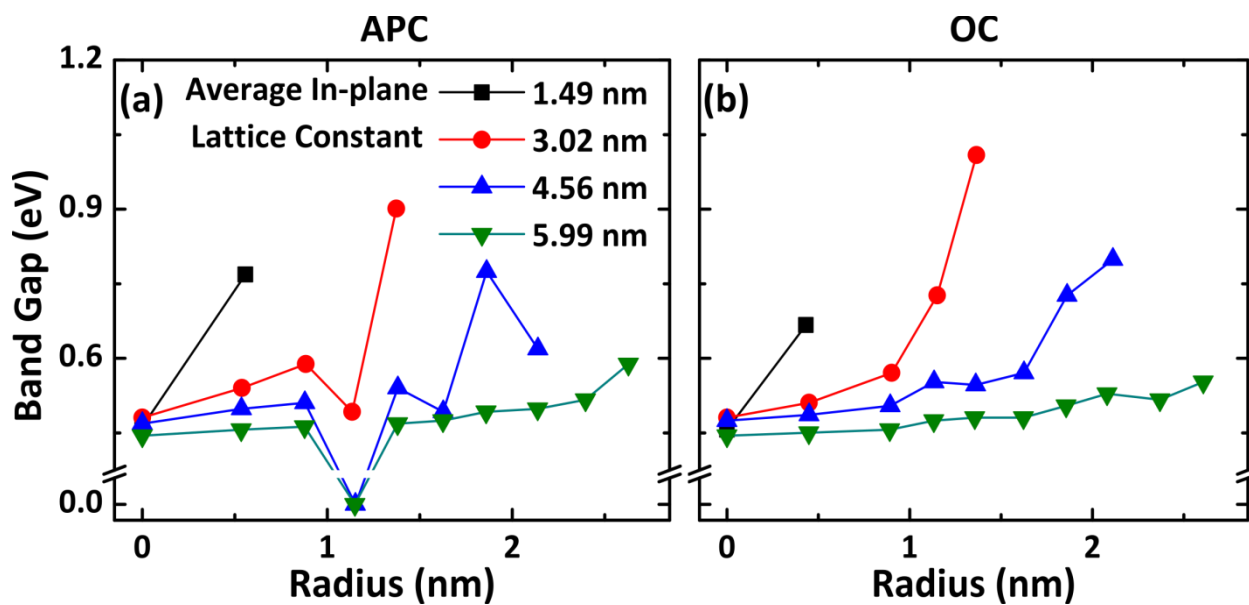 APC
OC
Band Gap (eV)
1.2
0.9
0.6
0.0
(a)
Average In-plane
Lattice Constant
1.49 nm
3.02 nm
4.56 nm
5.99 nm
(b)
0
1
2
0
1
2
Radius (nm)
Radius (nm)